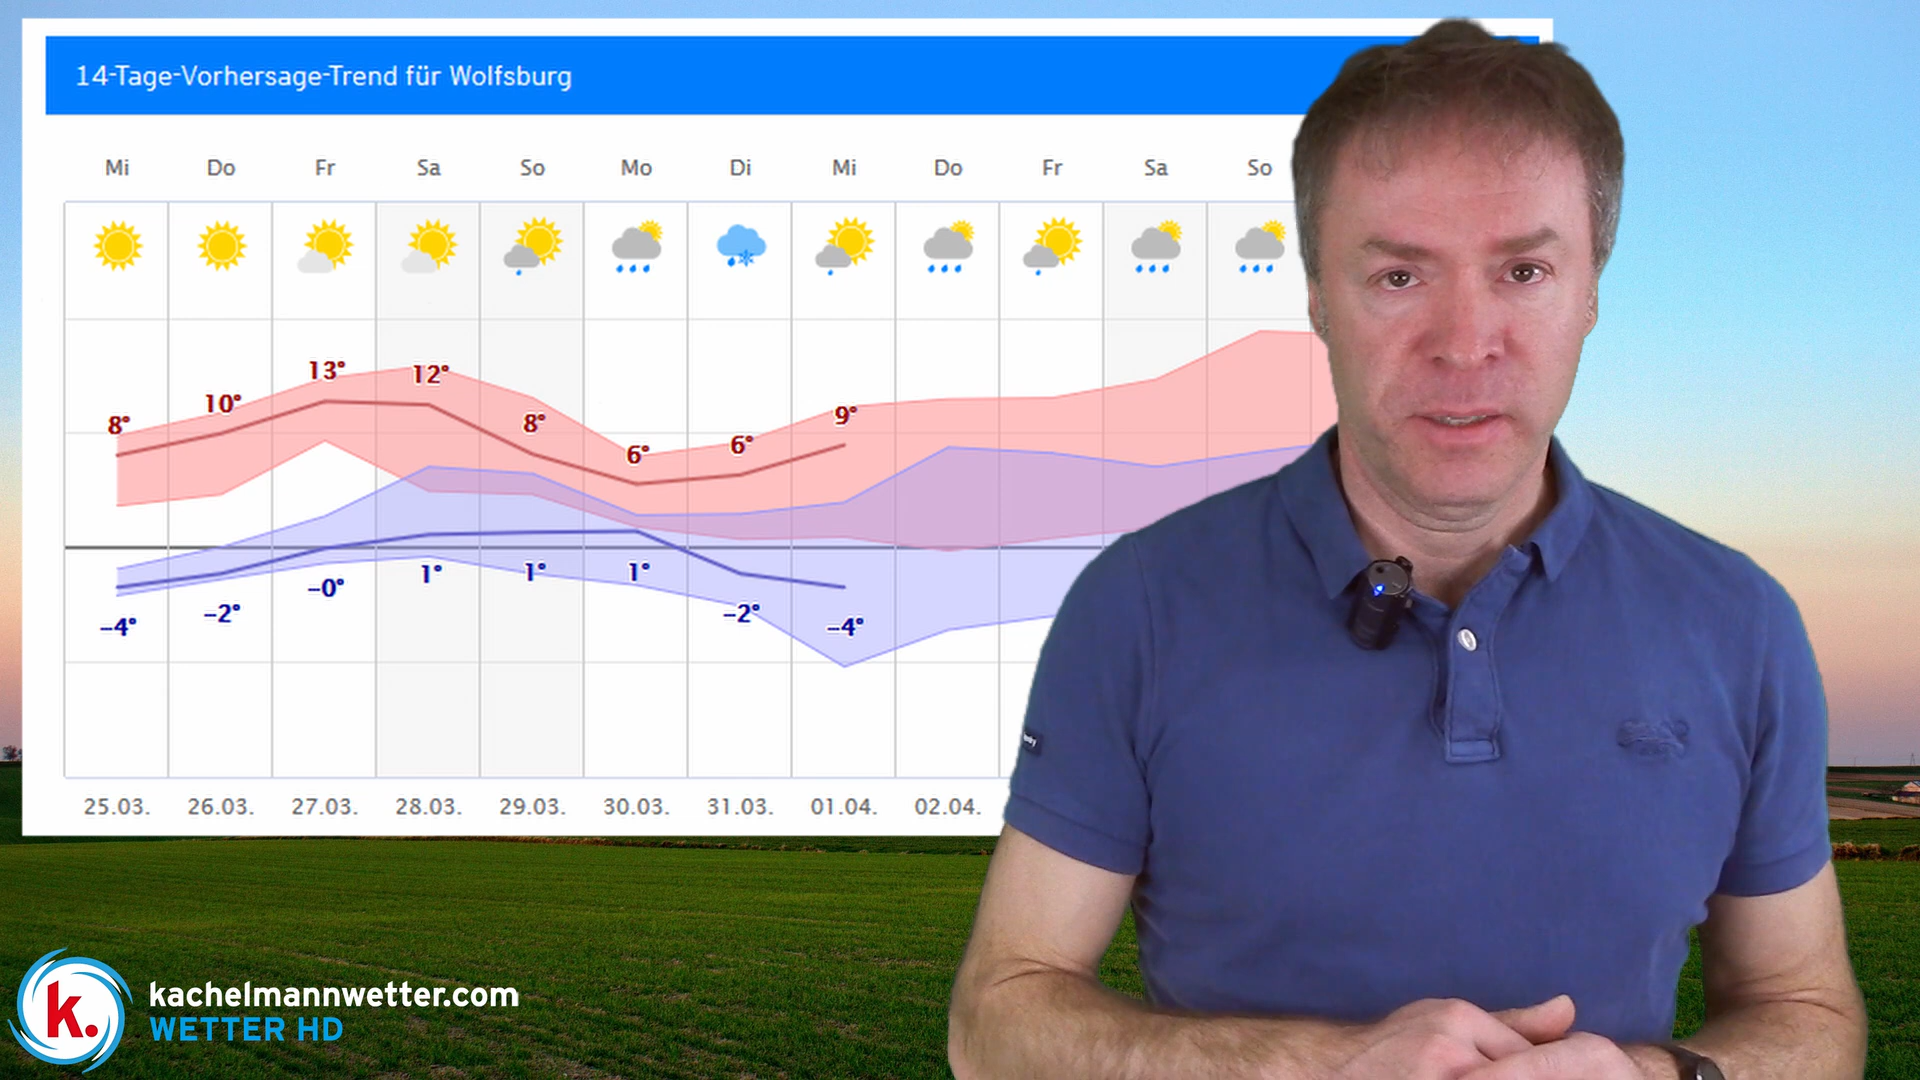 14-Tage-Vorhersage-Trend für Wolfsburg
Mi Do Fr Sa So Mo Di Mi Do Fr Sa So
8° 10° 13° 12° 8° 6° 6° 9°
–4° –2° –0° 1° 1° 1° –2° –4°
25.03. 26.03. 27.03. 28.03. 29.03. 30.03. 31.03. 01.04. 02.04.
k.
kachelmannwetter.com
WETTER HD